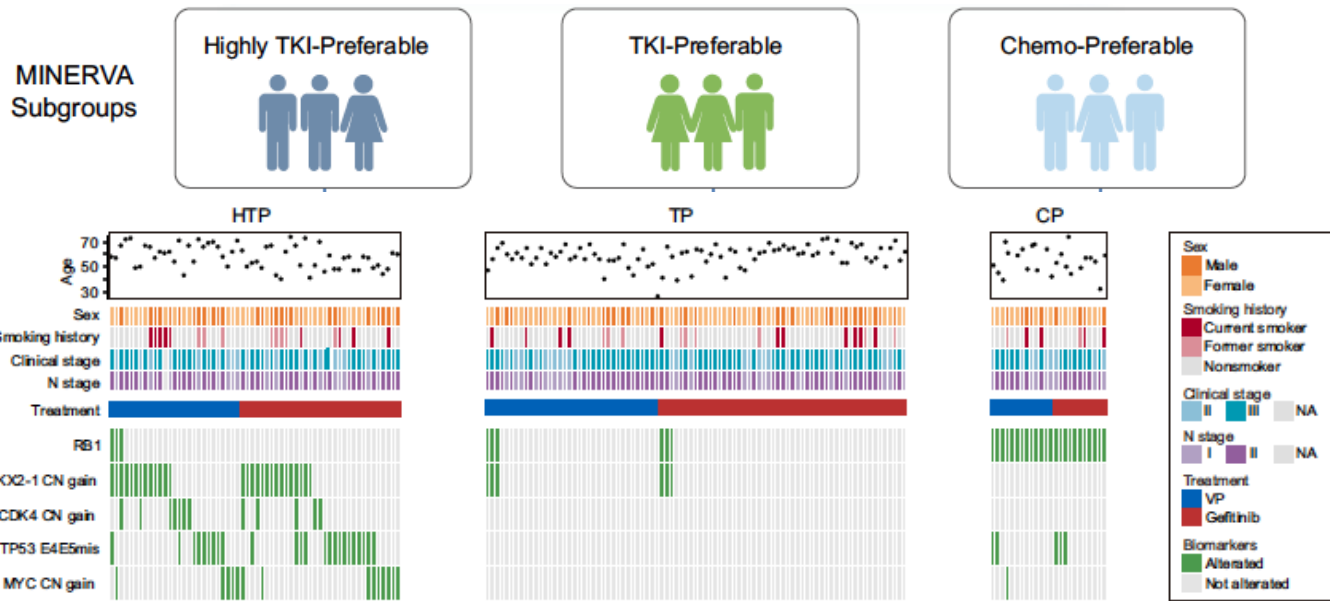 MINERVA
Subgroups
Highly TKI-Preferable
TKI-Preferable
Chemo-Preferable
HTP
TP
CP
Age
70
50
30
Sex
Smoking history
Clinical stage
N stage
Treatment
RB1
KX2-1 CN gain
CDK4 CN gain
TP53 E4E5mis
MYC CN gain
Sex
Male
Female
Smoking history
Current smoker
Former smoker
Nonsmoker
Clinical stage
II III NA
N stage
I II NA
Treatment
VP
Gefitinib
Biomarkers
Altered
Not altered